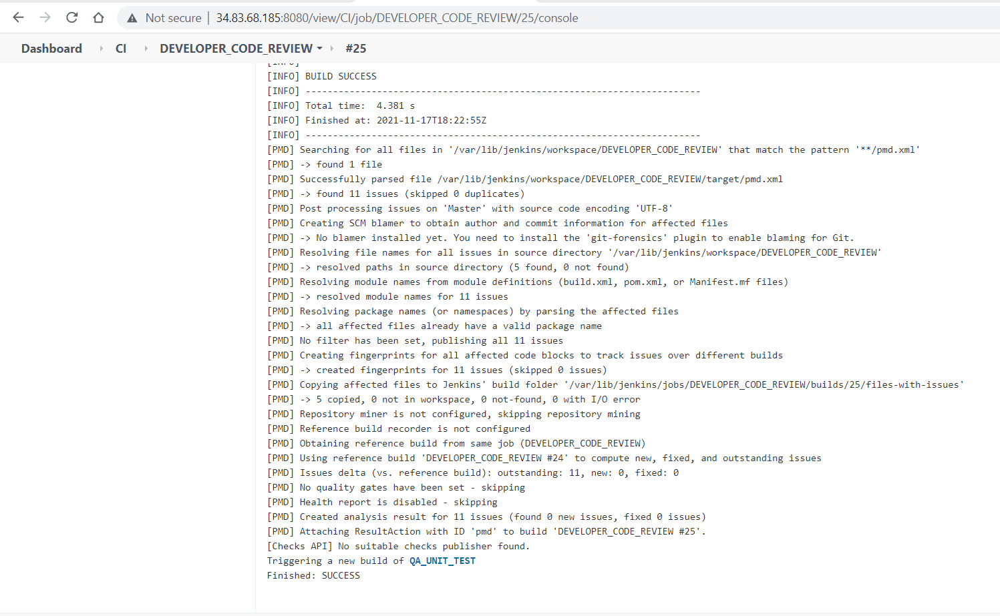 Not secure | 34.83.68.185:8080/view/CI/job/DEVELOPER_CODE_REVIEW/25/console
Dashboard CI DEVELOPER_CODE_REVIEW #25
[INFO]
[INFO] BUILD SUCCESS
[INFO] ------------------------------------------------------------------------
[INFO] Total time:  4.381 s
[INFO] Finished at: 2021-11-17T18:22:55Z
[INFO] ------------------------------------------------------------------------
[PMD] Searching for all files in '/var/lib/jenkins/workspace/DEVELOPER_CODE_REVIEW' that match the pattern '**/pmd.xml'
[PMD] -> found 1 file
[PMD] Successfully parsed file /var/lib/jenkins/workspace/DEVELOPER_CODE_REVIEW/target/pmd.xml
[PMD] -> found 11 issues (skipped 0 duplicates)
[PMD] Post processing issues on 'Master' with source code encoding 'UTF-8'
[PMD] Creating SCM blamer to obtain author and commit information for affected files
[PMD] -> No blamer installed yet. You need to install the 'git-forensics' plugin to enable blaming for Git.
[PMD] Resolving file names for all issues in source directory '/var/lib/jenkins/workspace/DEVELOPER_CODE_REVIEW'
[PMD] -> resolved paths in source directory (5 found, 0 not found)
[PMD] Resolving module names from module definitions (build.xml, pom.xml, or Manifest.mf files)
[PMD] -> resolved module names for 11 issues
[PMD] Resolving package names (or namespaces) by parsing the affected files
[PMD] -> all affected files already have a valid package name
[PMD] No filter has been set, publishing all 11 issues
[PMD] Creating fingerprints for all affected code blocks to track issues over different builds
[PMD] -> created fingerprints for 11 issues (skipped 0 issues)
[PMD] Copying affected files to Jenkins' build folder '/var/lib/jenkins/jobs/DEVELOPER_CODE_REVIEW/builds/25/files-with-issues'
[PMD] -> 5 copied, 0 not in workspace, 0 not-found, 0 with I/O error
[PMD] Repository miner is not configured, skipping repository mining
[PMD] Reference build recorder is not configured
[PMD] Obtaining reference build from same job (DEVELOPER_CODE_REVIEW)
[PMD] Using reference build 'DEVELOPER_CODE_REVIEW #24' to compute new, fixed, and outstanding issues
[PMD] Issues delta (vs. reference build): outstanding: 11, new: 0, fixed: 0
[PMD] No quality gates have been set - skipping
[PMD] Health report is disabled - skipping
[PMD] Created analysis result for 11 issues (found 0 new issues, fixed 0 issues)
[PMD] Attaching ResultAction with ID 'pmd' to build 'DEVELOPER_CODE_REVIEW #25'.
[Checks API] No suitable checks publisher found.
Triggering a new build of QA_UNIT_TEST
Finished: SUCCESS